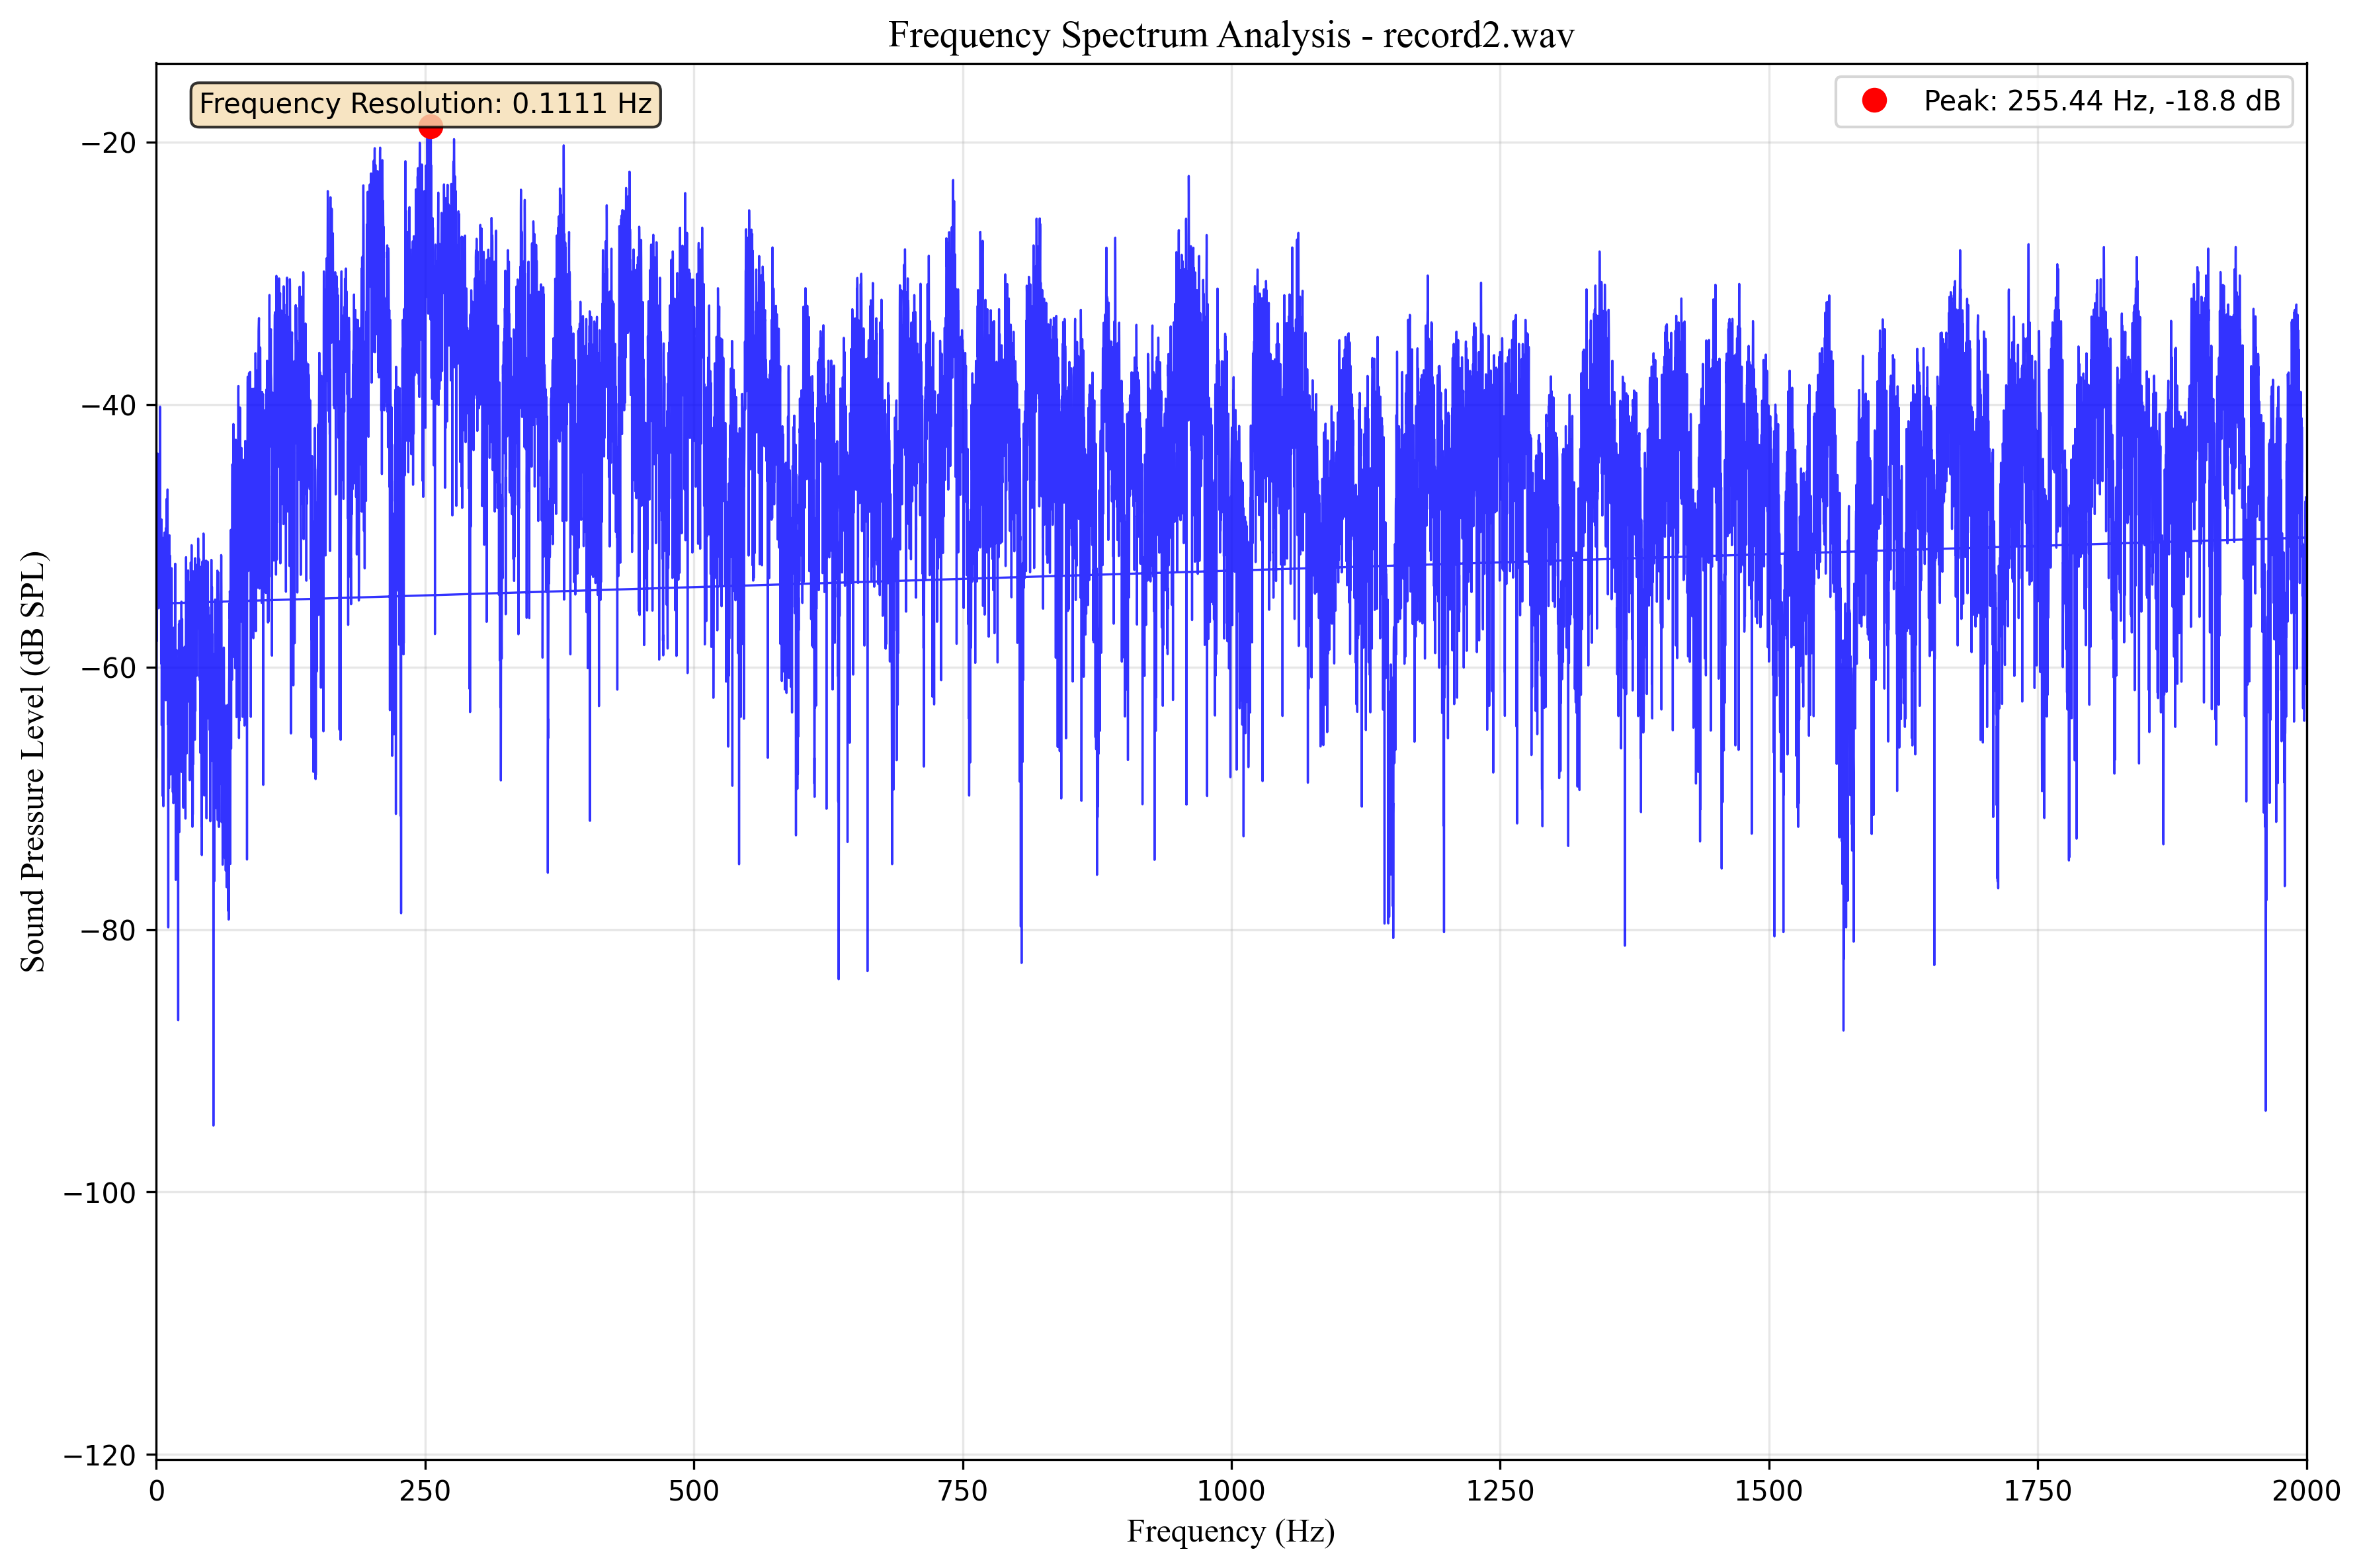 Frequency Spectrum Analysis - record2.wav
Frequency Resolution: 0.1111 Hz
Peak: 255.44 Hz, -18.8 dB
Sound Pressure Level (dB SPL)
−20
−40
−60
−80
−100
−120
0 250 500 750 1000 1250 1500 1750 2000
Frequency (Hz)